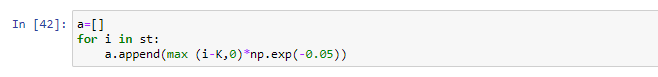 In [42]: a=[]
for i in st:
    a.append(max (i-K,0)*np.exp(-0.05))